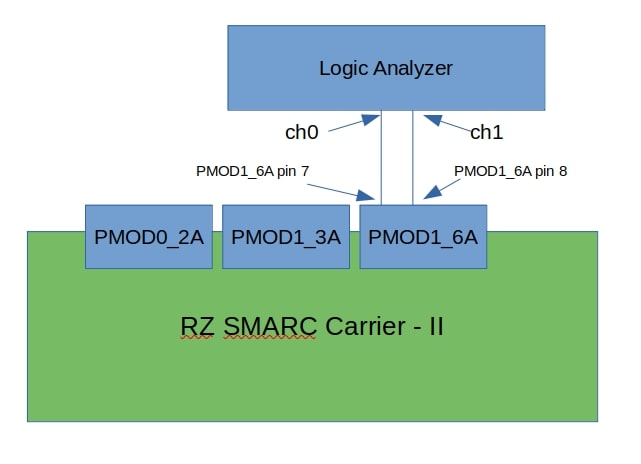 Logic Analyzer
ch0
ch1
PMOD1_6A pin 7
PMOD1_6A pin 8
PMOD0_2A
PMOD1_3A
PMOD1_6A
RZ SMARC Carrier - II